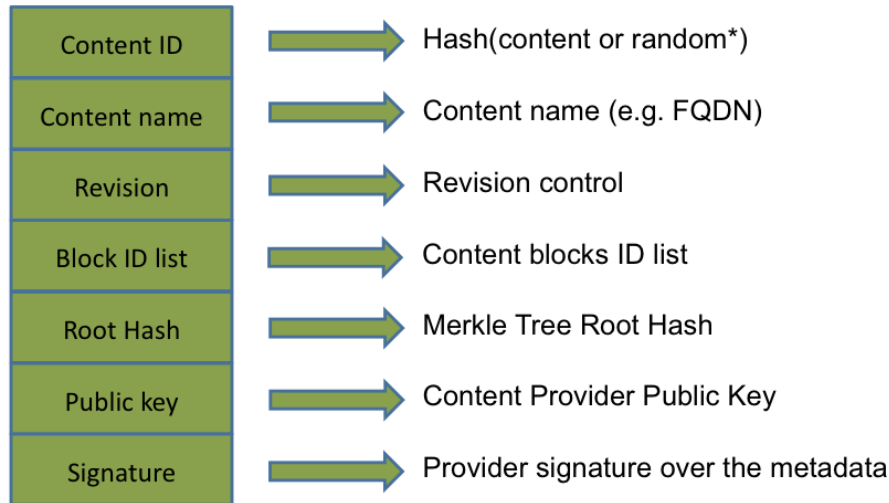 Content ID
Hash(content or random*)
Content name
Content name (e.g. FQDN)
Revision
Revision control
Block ID list
Content blocks ID list
Root Hash
Merkle Tree Root Hash
Public key
Content Provider Public Key
Signature
Provider signature over the metadata